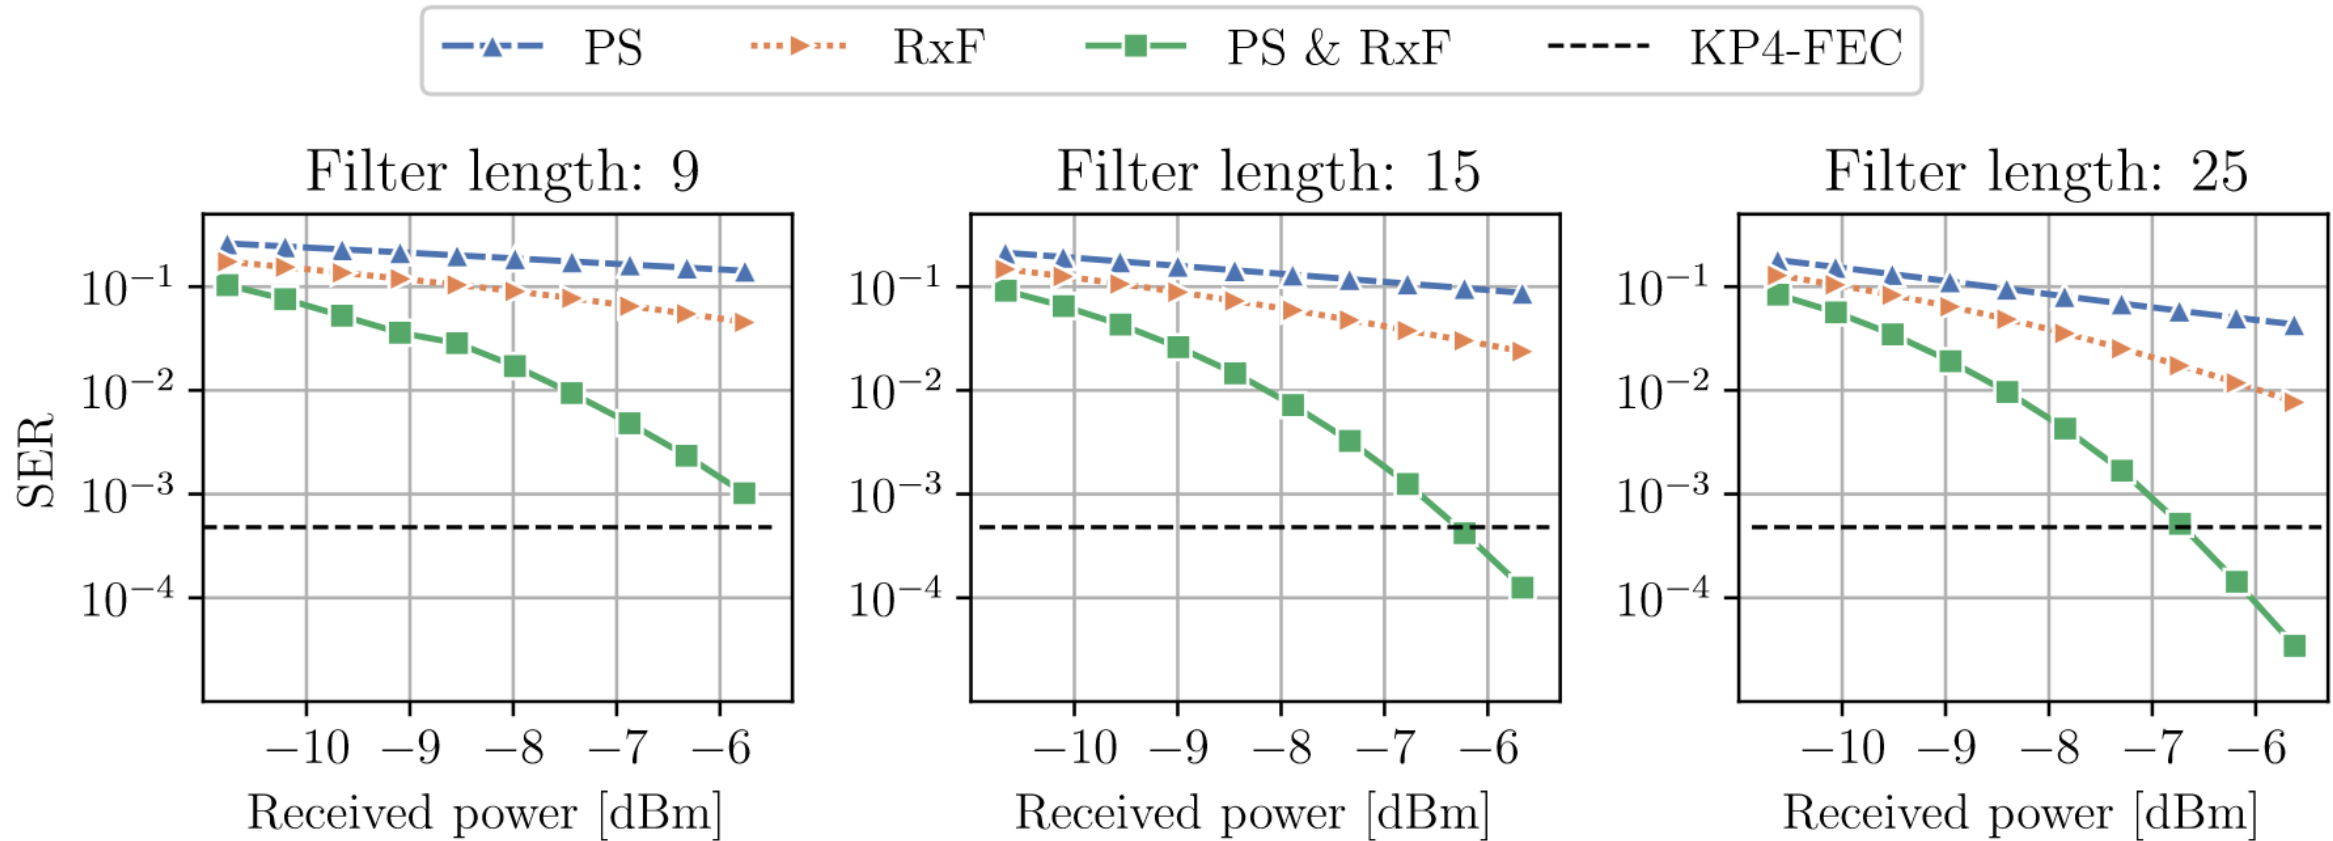 PS RxF PS & RxF KP4-FEC
Filter length: 9 Filter length: 15 Filter length: 25
SER
10⁻¹ 10⁻¹ 10⁻¹
10⁻² 10⁻² 10⁻²
10⁻³ 10⁻³ 10⁻³
10⁻⁴ 10⁻⁴ 10⁻⁴
−10 −9 −8 −7 −6 −10 −9 −8 −7 −6 −10 −9 −8 −7 −6
Received power [dBm] Received power [dBm] Received power [dBm]